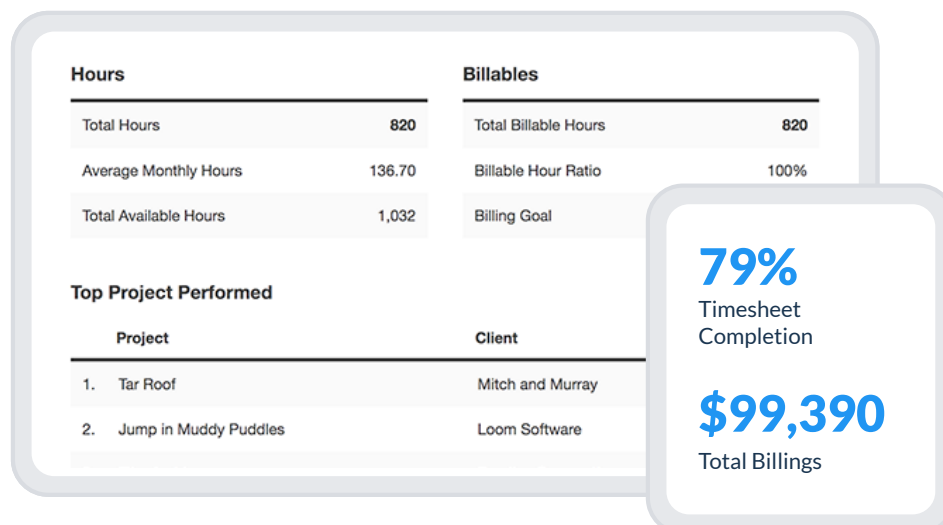 Hours
Total Hours 820
Average Monthly Hours 136.70
Total Available Hours 1,032
Billables
Total Billable Hours 820
Billable Hour Ratio 100%
Billing Goal
Top Project Performed
Project Client
1. Tar Roof Mitch and Murray
2. Jump in Muddy Puddles Loom Software
79%
Timesheet
Completion
$99,390
Total Billings